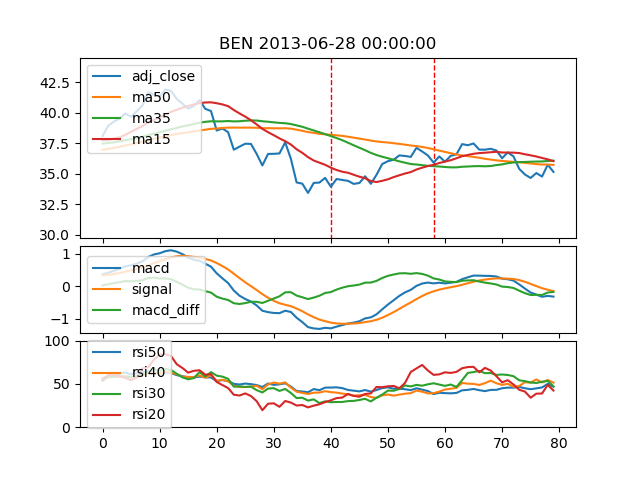 BEN 2013-06-28 00:00:00
42.5
40.0
37.5
35.0
32.5
30.0
adj_close
ma50
ma35
ma15
1
0
−1
macd
signal
macd_diff
100
50
0
rsi50
rsi40
rsi30
rsi20
0 10 20 30 40 50 60 70 80